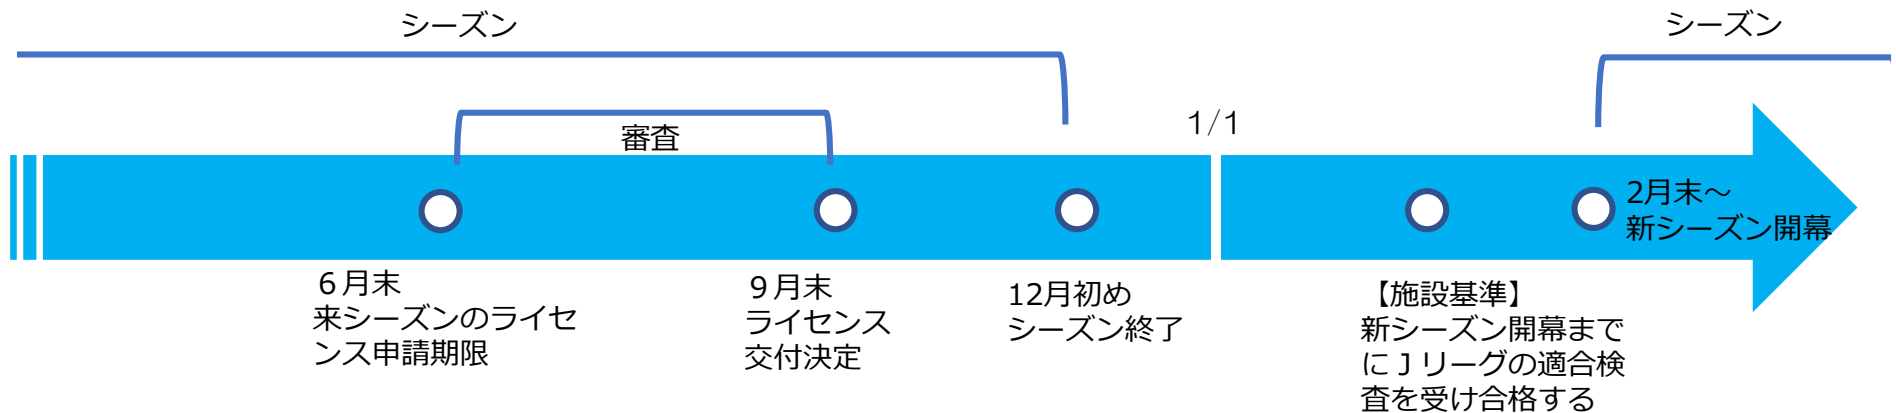 シーズン
シーズン
審査
1/1
2月末～
新シーズン開幕
６月末
来シーズンのライセ
ンス申請期限
９月末
ライセンス
交付決定
12月初め
シーズン終了
【施設基準】
新シーズン開幕まで
にＪリーグの適合検
査を受け合格する